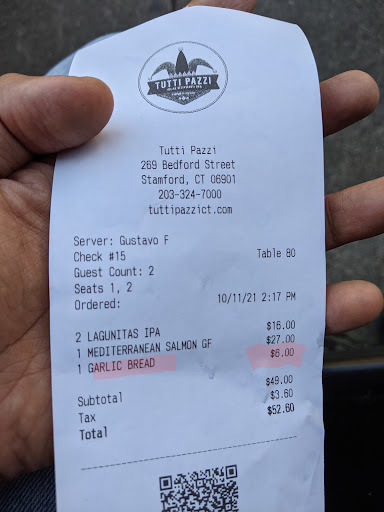 TUTTI PAZZI
Tutti Pazzi
269 Bedford Street
Stamford, CT 06901
203-324-7000
tuttipazzict.com
Server: Gustavo F
Check #15 Table 80
Guest Count: 2
Seats 1, 2
Ordered: 10/11/21 2:17 PM
2 LAGUNITAS IPA $16.00
1 MEDITERRANEAN SALMON GF $27.00
1 GARLIC BREAD $6.00
Subtotal $49.00
Tax $3.60
Total $52.60